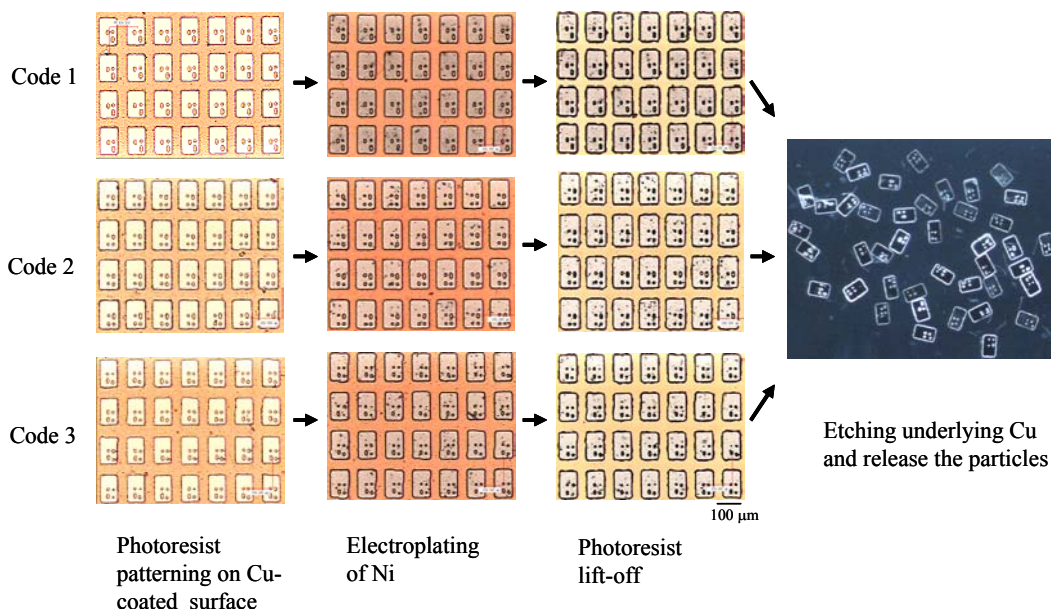 Code 1
Code 2
Code 3
Etching underlying Cu
and release the particles
100 μm
Photoresist
patterning on Cu-
coated surface
Electroplating
of Ni
Photoresist
lift-off